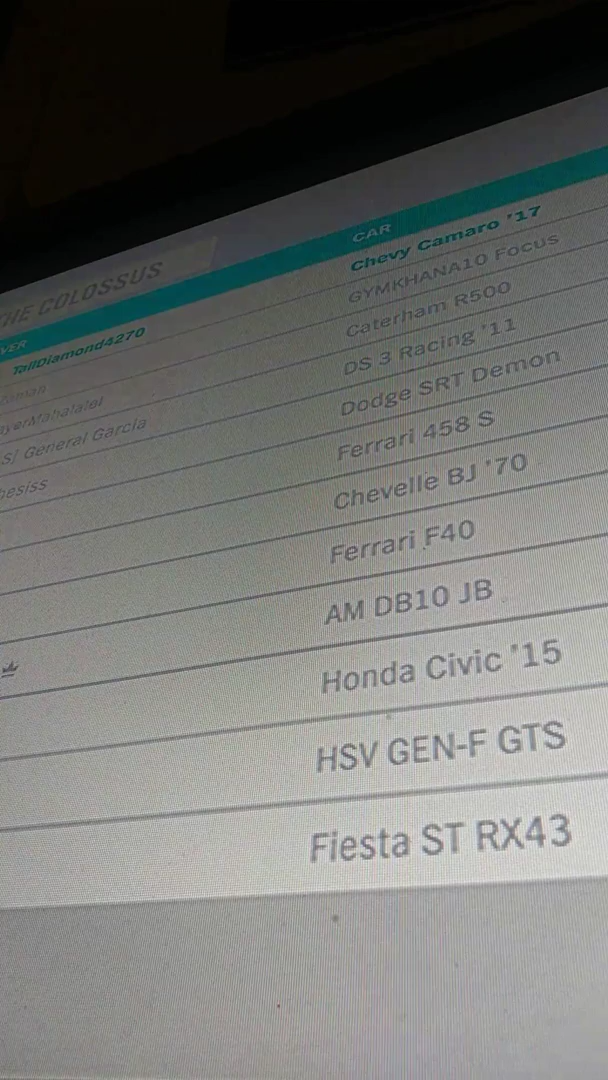 THE COLOSSUS
VER CAR
TallDiamond4270 Chevy Camaro '17
GYMKHANA10 FOCUS
Caterham R500
S] General Garcia DS 3 Racing '11
hesiss Dodge SRT Demon
Ferrari 458 S
Chevelle BJ '70
Ferrari F40
AM DB10 JB
Honda Civic '15
HSV GEN-F GTS
Fiesta ST RX43